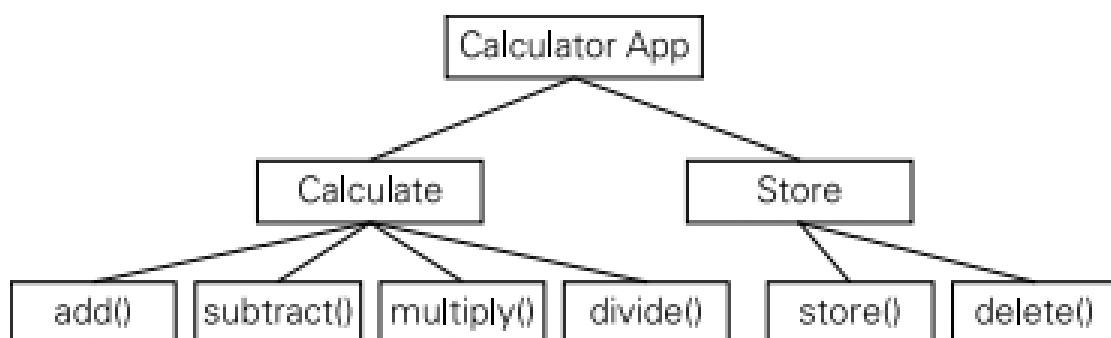 Calculator App
Calculate
Store
add()
subtract()
multiply()
divide()
store()
delete()